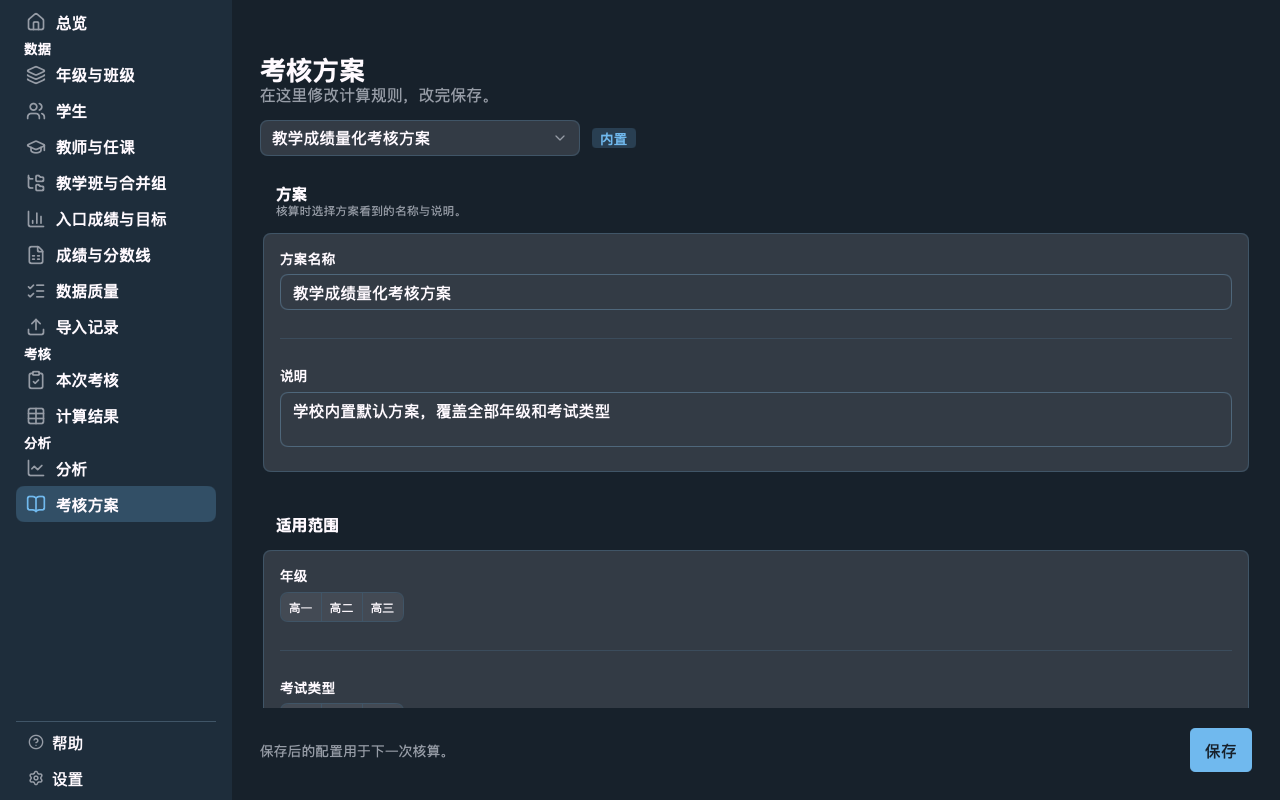 总览
数据
年级与班级
学生
教师与任课
教学班与合并组
入口成绩与目标
成绩与分数线
数据质量
导入记录
考核
本次考核
计算结果
分析
分析
考核方案
帮助
设置
考核方案
在这里修改计算规则，改完保存。
教学成绩量化考核方案
内置
方案
核算时选择方案看到的名称与说明。
方案名称
教学成绩量化考核方案
说明
学校内置默认方案，覆盖全部年级和考试类型
适用范围
年级
高一 高二 高三
考试类型
保存后的配置用于下一次核算。
保存